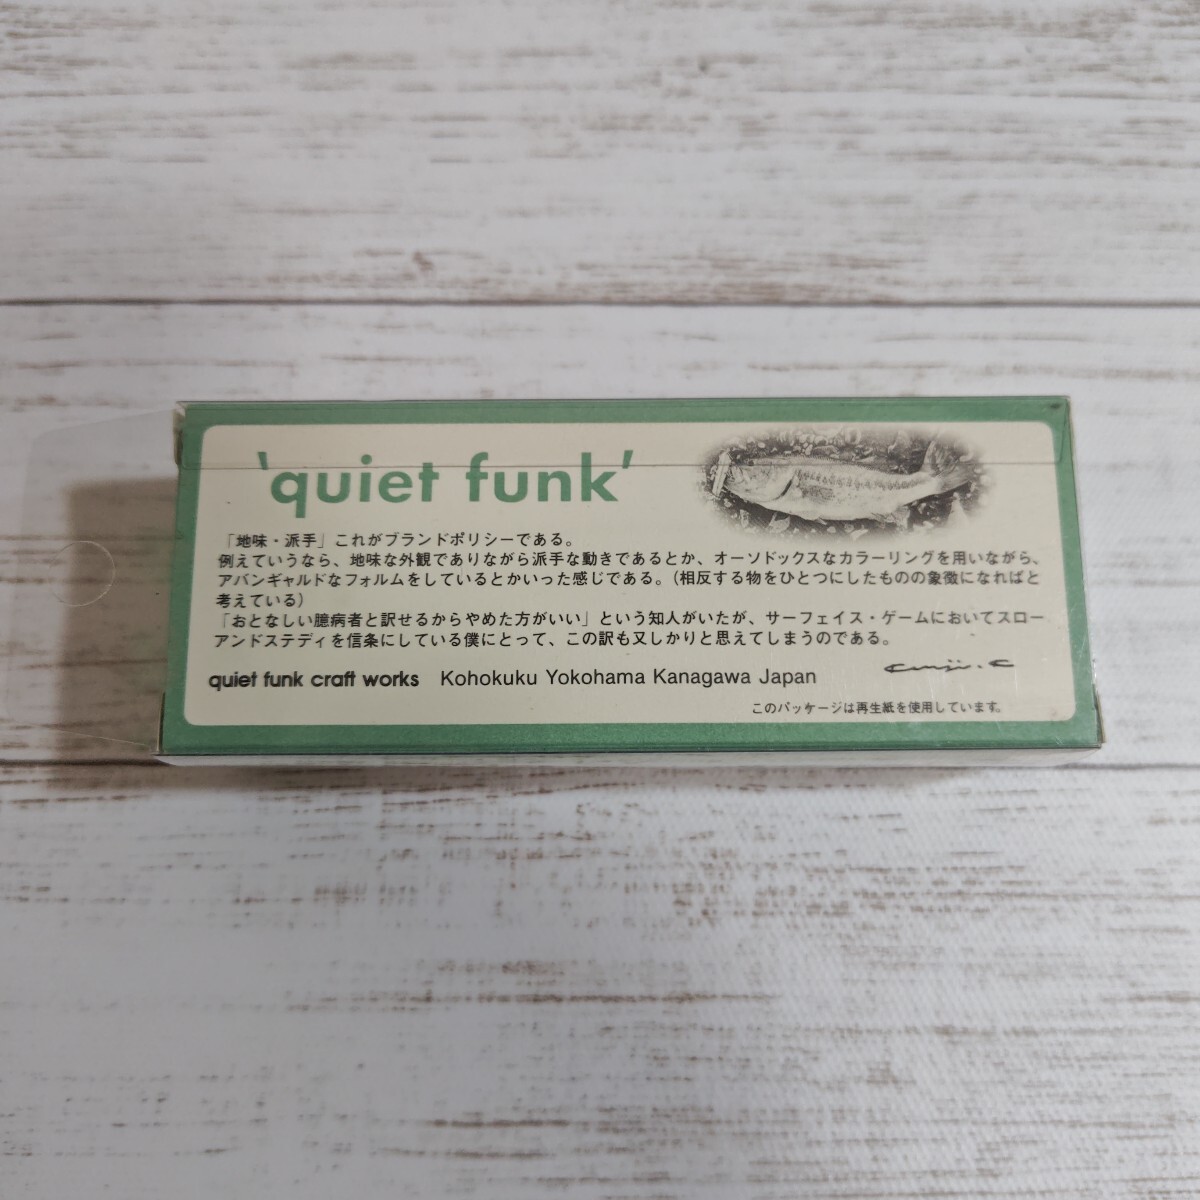 'quiet funk'
「地味・派手」これがブランドポリシーである。
例えていうなら、地味な外観でありながら派手な動きであるとか、オーソドックスなカラーリングを用いながら、
アバンギャルドなフォルムをしているとかいった感じである。（相反する物をひとつにしたものの象徴になればと
考えている）
「おとなしい臆病者と訳せるからやめた方がいい」という知人がいたが、サーフェイス・ゲームにおいてスロー
アンドステディを信条にしている僕にとって、この訳も又しかりと思えてしまうのである。
quiet funk craft works Kohokuku Yokohama Kanagawa Japan
このパッケージは再生紙を使用しています。